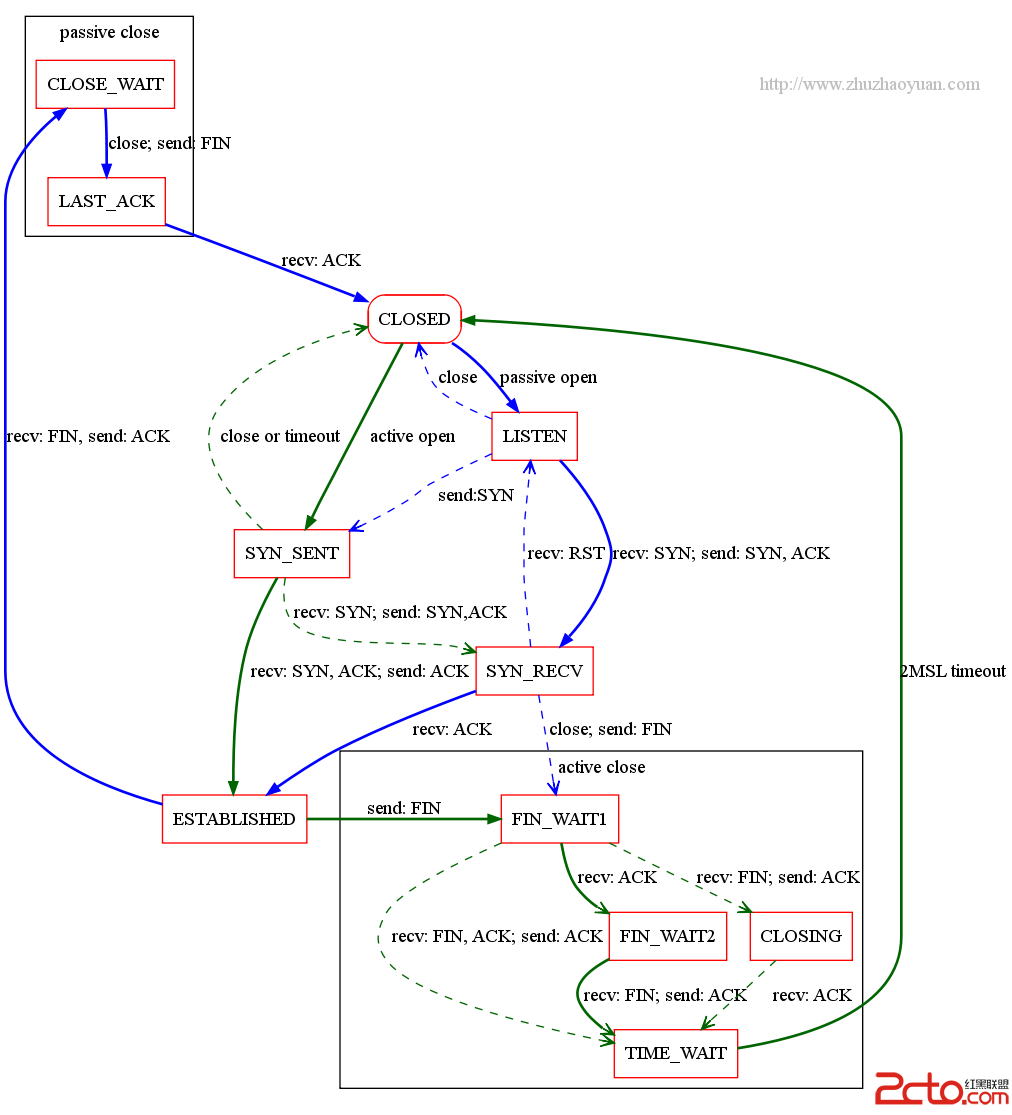 passive close
CLOSE_WAIT
http://www.zhuzhaoyuan.com
close; send: FIN
LAST_ACK
recv: ACK
CLOSED
close
passive open
recv: FIN, send: ACK
close or timeout
active open
LISTEN
send:SYN
SYN_SENT
recv: RST
recv: SYN; send: SYN, ACK
recv: SYN; send: SYN,ACK
recv: SYN, ACK; send: ACK
SYN_RECV
2MSL timeout
recv: ACK
close; send: FIN
active close
ESTABLISHED
send: FIN
FIN_WAIT1
recv: ACK
recv: FIN; send: ACK
recv: FIN, ACK; send: ACK
FIN_WAIT2
CLOSING
recv: FIN; send: ACK
recv: ACK
TIME_WAIT
2cto.com
红黑联盟